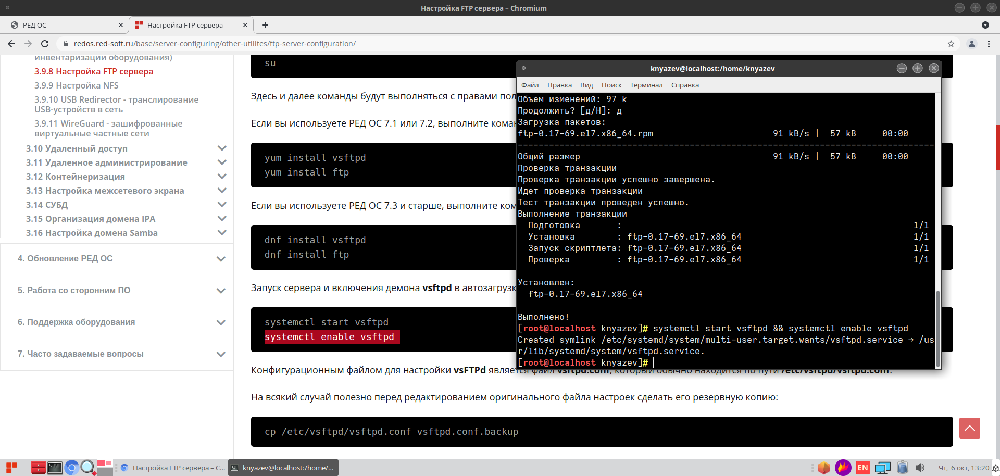 Настройка FTP сервера – Chromium
РЕД ОС
Настройка FTP сервера
redos.red-soft.ru/base/server-configuring/other-utilites/ftp-server-configuration/
инвентаризации оборудования)
3.9.8 Настройка FTP сервера
3.9.9 Настройка NFS
3.9.10 USB Redirector - транслирование
USB-устройств в сеть
3.9.11 WireGuard - зашифрованные
виртуальные частные сети
3.10 Удаленный доступ
3.11 Удаленное администрирование
3.12 Контейнеризация
3.13 Настройка межсетевого экрана
3.14 СУБД
3.15 Организация домена IPA
3.16 Настройка домена Samba
4. Обновление РЕД ОС
5. Работа со сторонним ПО
6. Поддержка оборудования
7. Часто задаваемые вопросы
su
Здесь и далее команды будут выполняться с правами пол
Если вы используете РЕД ОС 7.1 или 7.2, выполните коман
yum install vsftpd
yum install ftp
Если вы используете РЕД ОС 7.3 и старше, выполните ком
dnf install vsftpd
dnf install ftp
Запуск сервера и включения демона vsftpd в автозагрузк
systemctl start vsftpd
systemctl enable vsftpd
Конфигурационным файлом для настройки vsFTPd является файл vsftpd.conf, который обычно находится по пути /etc/vsftpd/vsftpd.conf.
На всякий случай полезно перед редактированием оригинального файла настроек сделать его резервную копию:
cp /etc/vsftpd/vsftpd.conf vsftpd.conf.backup
knyazev@localhost:/home/knyazev
Файл Правка Вид Поиск Терминал Справка
Объем изменений: 97 k
Продолжить? [д/Н]: д
Загрузка пакетов:
ftp-0.17-69.el7.x86_64.rpm 91 kB/s | 57 kB 00:00
--------------------------------------------------------------------------------
Общий размер 91 kB/s | 57 kB 00:00
Проверка транзакции
Проверка транзакции успешно завершена.
Идет проверка транзакции
Тест транзакции проведен успешно.
Выполнение транзакции
Подготовка : 1/1
Установка : ftp-0.17-69.el7.x86_64 1/1
Запуск скриптлета: ftp-0.17-69.el7.x86_64 1/1
Проверка : ftp-0.17-69.el7.x86_64 1/1
Установлен:
ftp-0.17-69.el7.x86_64
Выполнено!
[root@localhost knyazev]# systemctl start vsftpd && systemctl enable vsftpd
Created symlink /etc/systemd/system/multi-user.target.wants/vsftpd.service → /us
r/lib/systemd/system/vsftpd.service.
[root@localhost knyazev]#
Настройка FTP сервера – C...
knyazev@localhost:/home/...
EN
Чт, 6 окт, 13:20